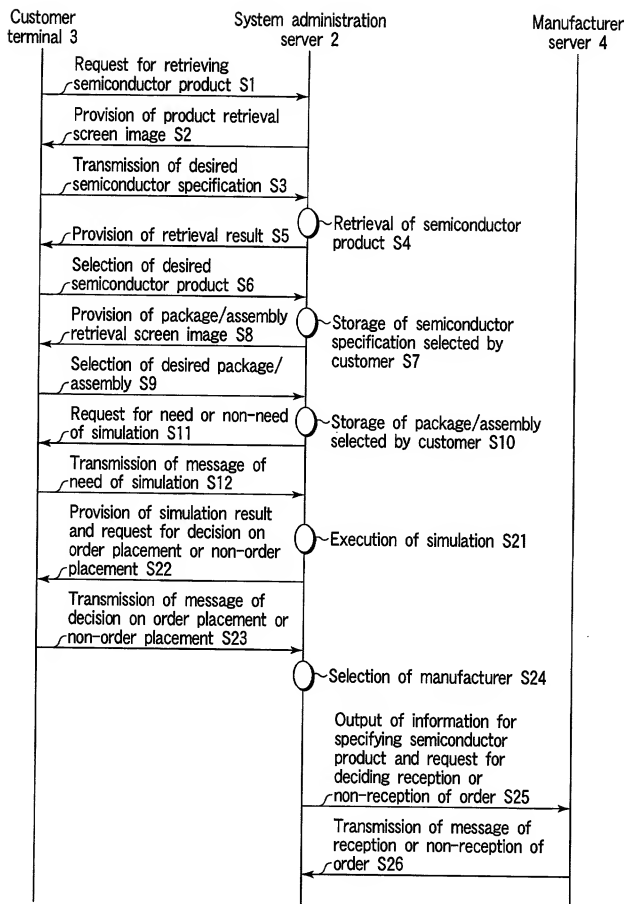 Customer
terminal 3
System administration
server 2
Manufacturer
server 4
Request for retrieving
semiconductor product S1
Provision of product retrieval
screen image S2
Transmission of desired
semiconductor specification S3
Retrieval of semiconductor
product S4
Provision of retrieval result S5
Selection of desired
semiconductor product S6
Provision of package/assembly
retrieval screen image S8
Storage of semiconductor
specification selected by
customer S7
Selection of desired package/
assembly S9
Request for need or non-need
of simulation S11
Storage of package/assembly
selected by customer S10
Transmission of message of
need of simulation S12
Provision of simulation result
and request for decision on
order placement or non-order
placement S22
Execution of simulation S21
Transmission of message of
decision on order placement or
non-order placement S23
Selection of manufacturer S24
Output of information for
specifying semiconductor
product and request for
deciding reception or
non-reception of order S25
Transmission of message of
reception or non-reception of
order S26